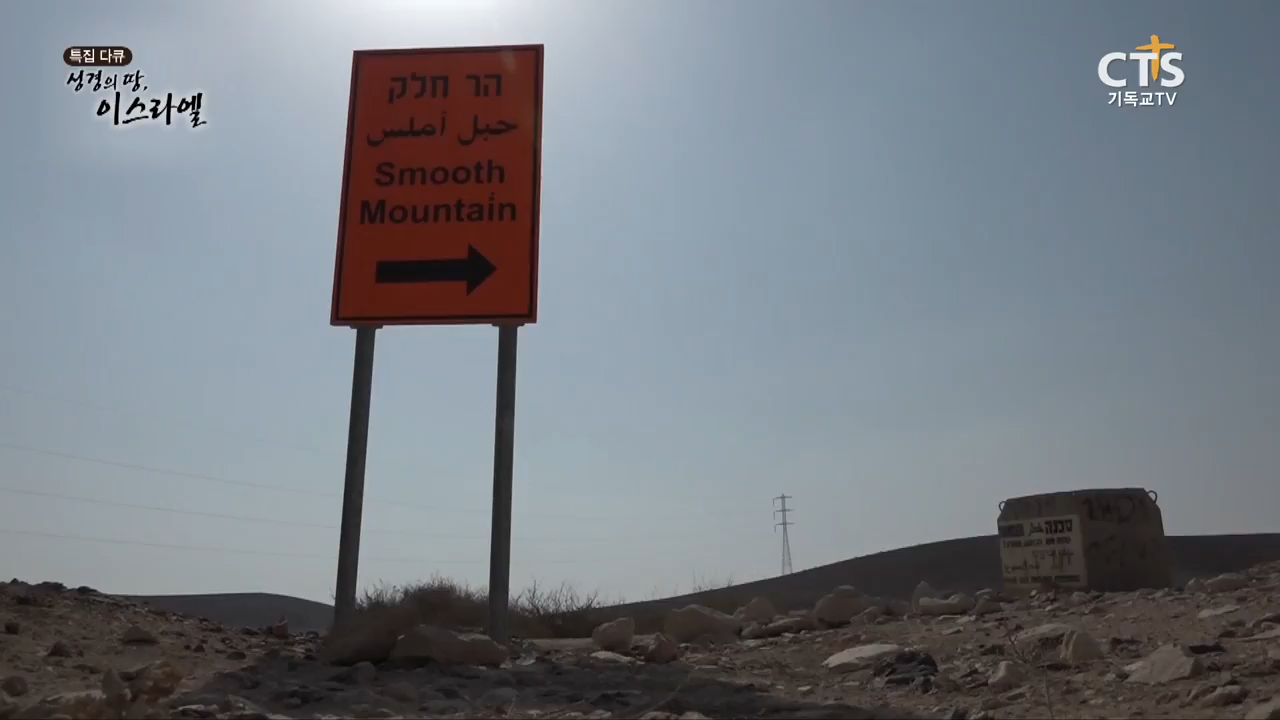 특집 다큐
성경의 땅,
이스라엘
CTS
기독교TV
הר חלק
جبل أملس
Smooth
Mountain
סכנה